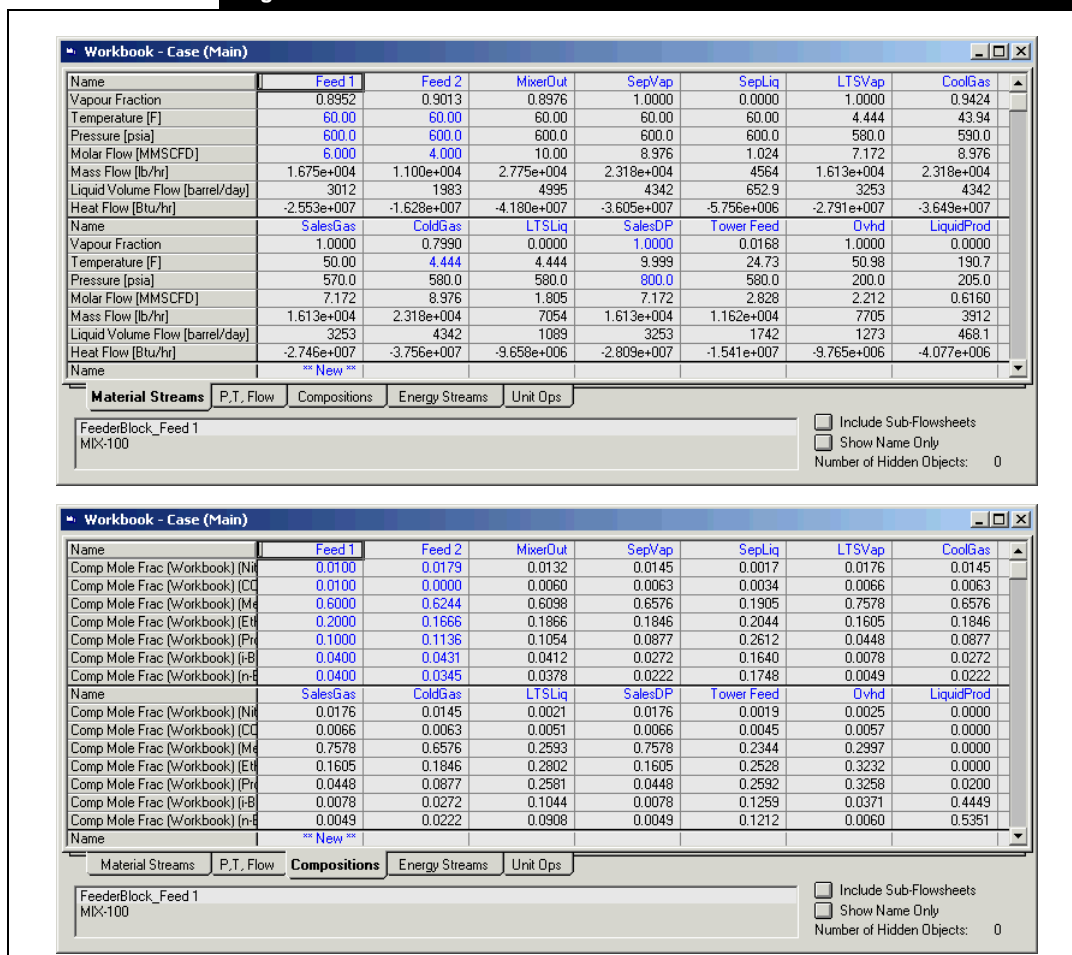 Workbook - Case (Main)
Name Feed 1 Feed 2 MixerOut SepVap SepLiq LTSVap CoolGas
Vapour Fraction 0.8952 0.9013 0.8976 1.0000 0.0000 1.0000 0.9424
Temperature [F] 60.00 60.00 60.00 60.00 60.00 4.444 43.94
Pressure [psia] 600.0 600.0 600.0 600.0 600.0 580.0 590.0
Molar Flow [MMSCFD] 6.000 4.000 10.00 8.976 1.024 7.172 8.976
Mass Flow [lb/hr] 1.675e+004 1.100e+004 2.775e+004 2.318e+004 4564 1.613e+004 2.318e+004
Liquid Volume Flow [barrel/day] 3012 1983 4995 4342 652.9 3253 4342
Heat Flow [Btu/hr] -2.553e+007 -1.628e+007 -4.180e+007 -3.605e+007 -5.756e+006 -2.791e+007 -3.649e+007
Name SalesGas ColdGas LTSLiq SalesDP Tower Feed Ovhd LiquidProd
Vapour Fraction 1.0000 0.7990 0.0000 1.0000 0.0168 1.0000 0.0000
Temperature [F] 50.00 4.444 4.444 9.999 24.73 50.98 190.7
Pressure [psia] 570.0 580.0 580.0 800.0 580.0 200.0 205.0
Molar Flow [MMSCFD] 7.172 8.976 1.805 7.172 2.828 2.212 0.6160
Mass Flow [lb/hr] 1.613e+004 2.318e+004 7054 1.613e+004 1.162e+004 7705 3912
Liquid Volume Flow [barrel/day] 3253 4342 1089 3253 1742 1273 468.1
Heat Flow [Btu/hr] -2.746e+007 -3.756e+007 -9.658e+006 -2.809e+007 -1.541e+007 -9.765e+006 -4.077e+006
Name ** New **
Material Streams P,T, Flow Compositions Energy Streams Unit Ops
FeederBlock_Feed 1
MIX-100
Include Sub-Flowsheets
Show Name Only
Number of Hidden Objects: 0
Workbook - Case (Main)
Name Feed 1 Feed 2 MixerOut SepVap SepLiq LTSVap CoolGas
Comp Mole Frac (Workbook) (Nit 0.0100 0.0179 0.0132 0.0145 0.0017 0.0176 0.0145
Comp Mole Frac (Workbook) (CO 0.0100 0.0000 0.0060 0.0063 0.0034 0.0066 0.0063
Comp Mole Frac (Workbook) (Me 0.6000 0.6244 0.6098 0.6576 0.1905 0.7578 0.6576
Comp Mole Frac (Workbook) (Eth 0.2000 0.1666 0.1866 0.1846 0.2044 0.1605 0.1846
Comp Mole Frac (Workbook) (Pro 0.1000 0.1136 0.1054 0.0877 0.2612 0.0448 0.0877
Comp Mole Frac (Workbook) (i-B 0.0400 0.0431 0.0412 0.0272 0.1640 0.0078 0.0272
Comp Mole Frac (Workbook) (n-B 0.0400 0.0345 0.0378 0.0222 0.1748 0.0049 0.0222
Name SalesGas ColdGas LTSLiq SalesDP Tower Feed Ovhd LiquidProd
Comp Mole Frac (Workbook) (Nit 0.0176 0.0145 0.0021 0.0176 0.0019 0.0025 0.0000
Comp Mole Frac (Workbook) (CO 0.0066 0.0063 0.0051 0.0066 0.0045 0.0057 0.0000
Comp Mole Frac (Workbook) (Me 0.7578 0.6576 0.2593 0.7578 0.2344 0.2997 0.0000
Comp Mole Frac (Workbook) (Eth 0.1605 0.1846 0.2802 0.1605 0.2528 0.3232 0.0000
Comp Mole Frac (Workbook) (Pro 0.0448 0.0877 0.2581 0.0448 0.2592 0.3258 0.0200
Comp Mole Frac (Workbook) (i-B 0.0078 0.0272 0.1044 0.0078 0.1259 0.0371 0.4449
Comp Mole Frac (Workbook) (n-B 0.0049 0.0222 0.0908 0.0049 0.1212 0.0060 0.5351
Name ** New **
Material Streams P,T, Flow Compositions Energy Streams Unit Ops
FeederBlock_Feed 1
MIX-100
Include Sub-Flowsheets
Show Name Only
Number of Hidden Objects: 0